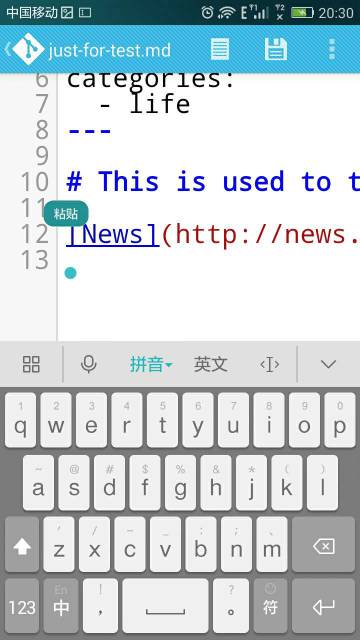 中国移动 20:30
just-for-test.md
6 categories:
7 - life
8 ---
9
10 # This is used to t
11
粘贴
12 [News](http://news.
13
拼音 英文
1 2 3 4 5 6 7 8 9 0
q w e r t y u i o p
~ @ # $ % & * ( )
a s d f g h j k l
' / - _ : ; 、
z x c v b n m
En ! ?
123 中 ， 。 符